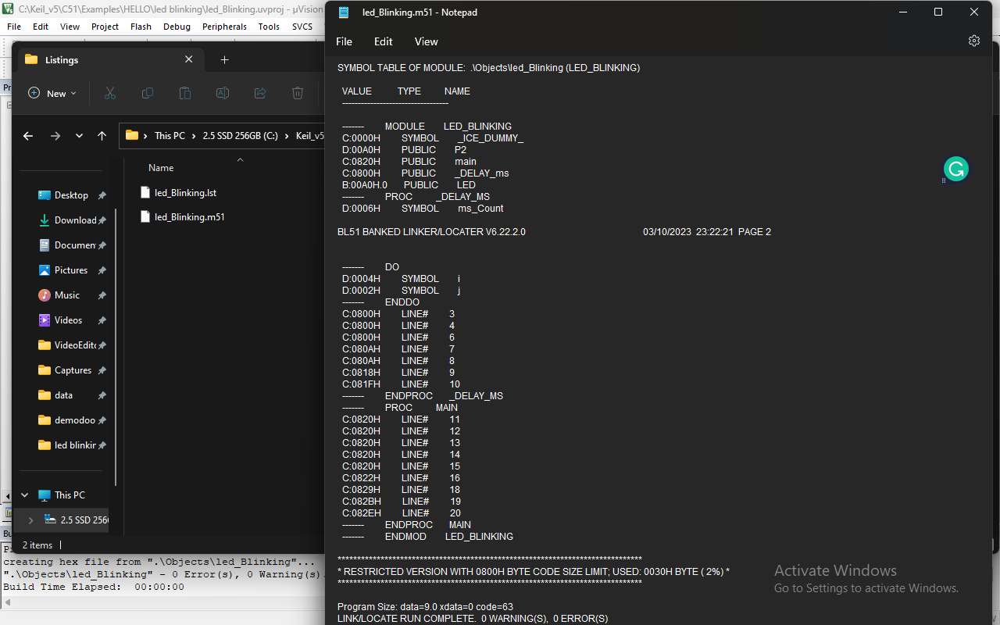 C:\Keil_v5\C51\Examples\HELLO\led blinking\led_Blinking.uvproj - µVision
File Edit View Project Flash Debug Peripherals Tools SVCS
Listings
New
This PC 2.5 SSD 256GB (C:) Keil_v5
Name
led_Blinking.lst
led_Blinking.m51
Desktop
Download
Documen
Pictures
Music
Videos
VideoEdit
Captures
data
demodoo
led blinkin
This PC
2.5 SSD 256
2 items
creating hex file from ".\Objects\led_Blinking"...
".\Objects\led_Blinking" - 0 Error(s), 0 Warning(s).
Build Time Elapsed:  00:00:00
led_Blinking.m51 - Notepad
File Edit View
SYMBOL TABLE OF MODULE:  .\Objects\led_Blinking (LED_BLINKING)
VALUE TYPE NAME
----------------------------------
------- MODULE LED_BLINKING
C:0000H SYMBOL _ICE_DUMMY_
D:00A0H PUBLIC P2
C:0820H PUBLIC main
C:0800H PUBLIC _DELAY_ms
B:00A0H.0 PUBLIC LED
------- PROC _DELAY_MS
D:0006H SYMBOL ms_Count
BL51 BANKED LINKER/LOCATER V6.22.2.0 03/10/2023  23:22:21  PAGE 2
------- DO
D:0004H SYMBOL i
D:0002H SYMBOL j
------- ENDDO
C:0800H LINE# 3
C:0800H LINE# 4
C:0800H LINE# 6
C:080AH LINE# 7
C:080AH LINE# 8
C:0818H LINE# 9
C:081FH LINE# 10
------- ENDPROC _DELAY_MS
------- PROC MAIN
C:0820H LINE# 11
C:0820H LINE# 12
C:0820H LINE# 13
C:0820H LINE# 14
C:0820H LINE# 15
C:0822H LINE# 16
C:0829H LINE# 18
C:082BH LINE# 19
C:082EH LINE# 20
------- ENDPROC MAIN
------- ENDMOD LED_BLINKING
******************************************************************************
* RESTRICTED VERSION WITH 0800H BYTE CODE SIZE LIMIT; USED: 0030H BYTE ( 2%) *
******************************************************************************
Program Size: data=9.0 xdata=0 code=63
LINK/LOCATE RUN COMPLETE.  0 WARNING(S),  0 ERROR(S)
Activate Windows
Go to Settings to activate Windows.